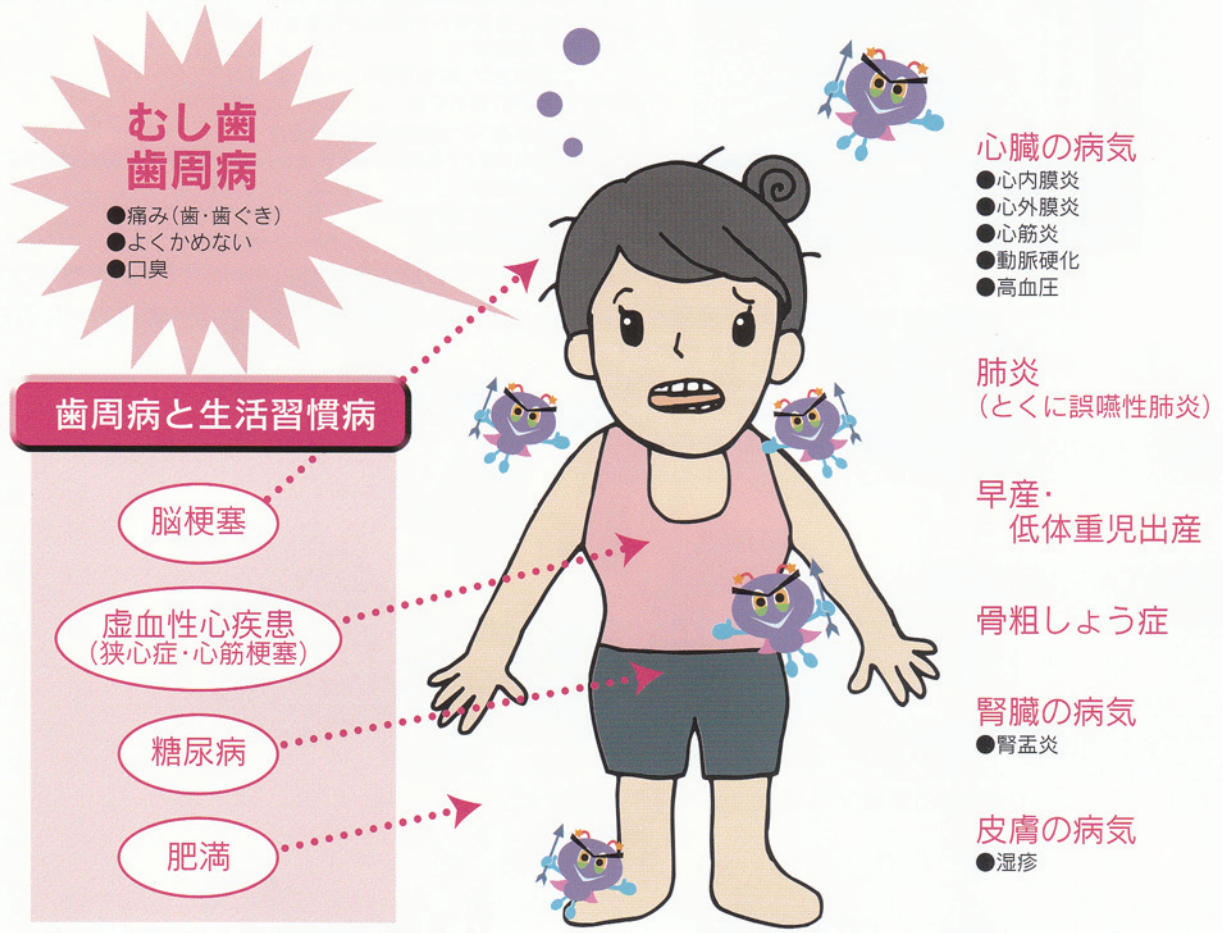 むし歯
歯周病
●痛み(歯・歯ぐき)
●よくかめない
●口臭
歯周病と生活習慣病
脳梗塞
虚血性心疾患
(狭心症・心筋梗塞)
糖尿病
肥満
心臓の病気
●心内膜炎
●心外膜炎
●心筋炎
●動脈硬化
●高血圧
肺炎
(とくに誤嚥性肺炎)
早産・
低体重児出産
骨粗しょう症
腎臓の病気
●腎盂炎
皮膚の病気
●湿疹